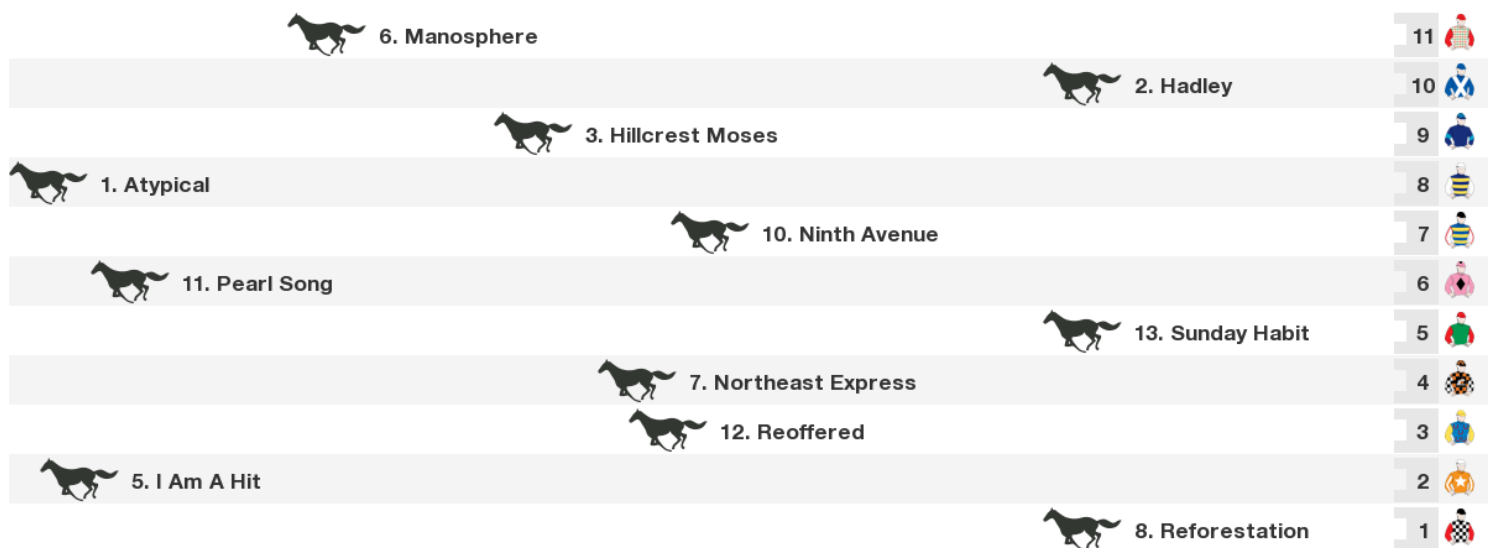 6. Manosphere 11
2. Hadley 10
3. Hillcrest Moses 9
1. Atypical 8
10. Ninth Avenue 7
11. Pearl Song 6
13. Sunday Habit 5
7. Northeast Express 4
12. Reoffered 3
5. I Am A Hit 2
8. Reforestation 1